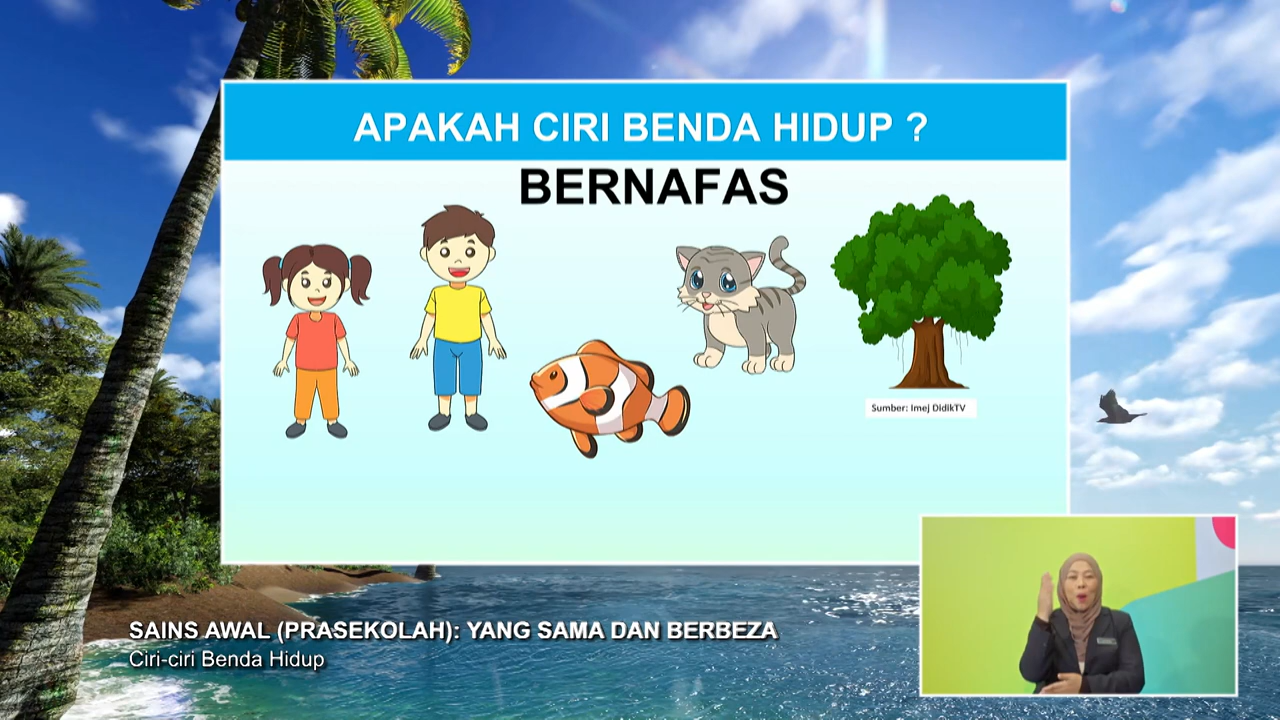 APAKAH CIRI BENDA HIDUP ?
BERNAFAS
Sumber: Imej DidikTV
SAINS AWAL (PRASEKOLAH): YANG SAMA DAN BERBEZA
Ciri-ciri Benda Hidup